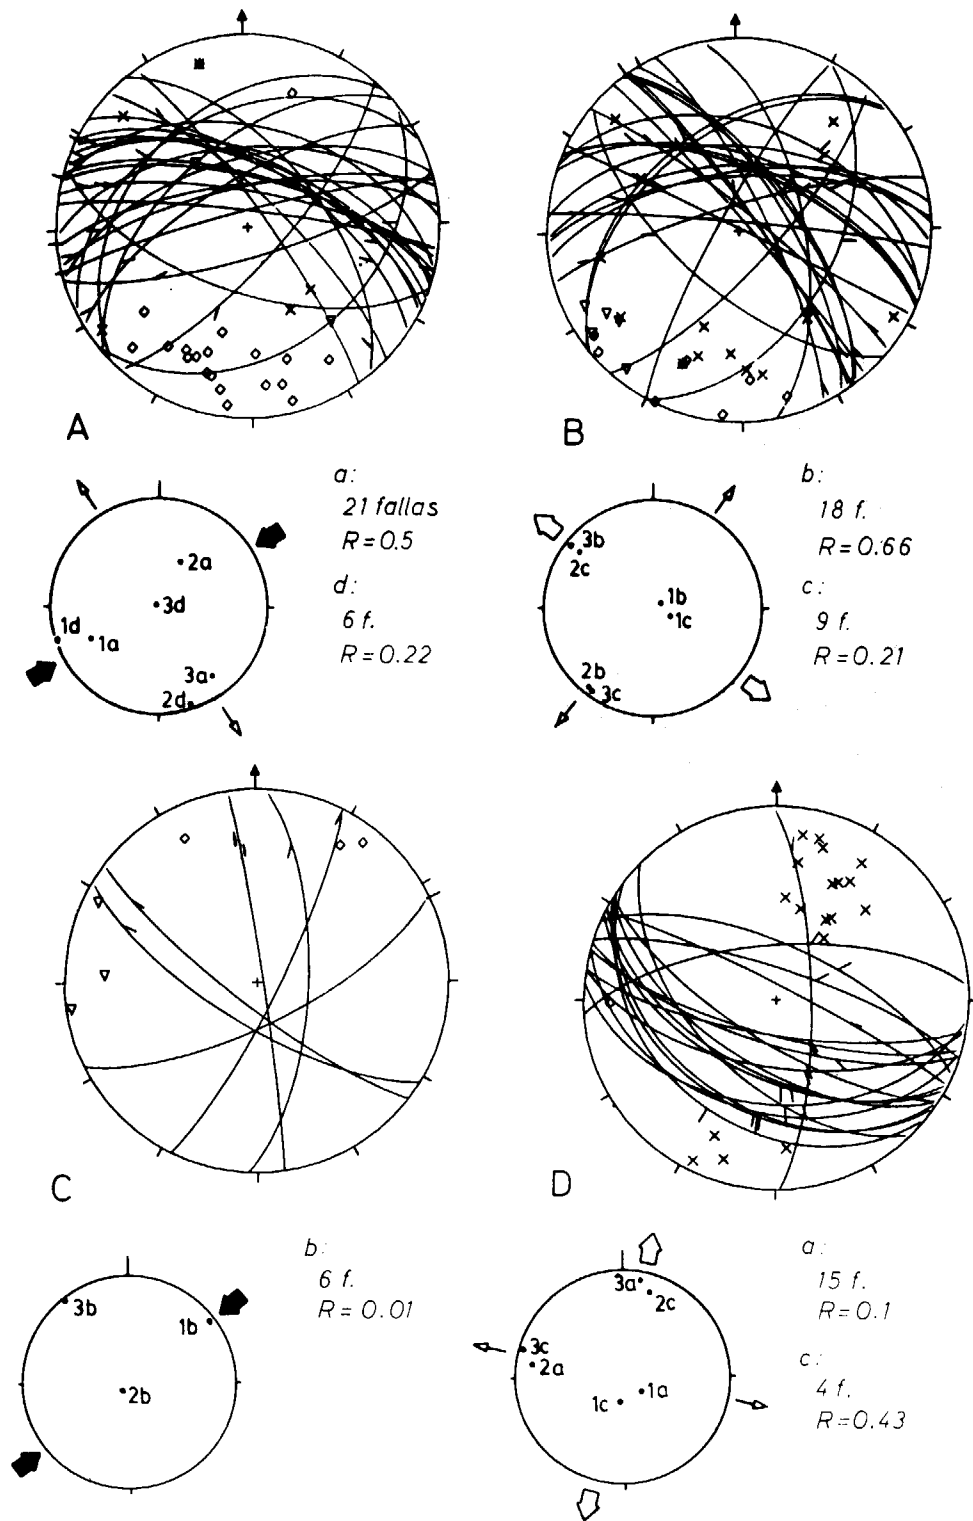 A
B
a:
21 fallas
R=0.5
d:
6 f.
R=0.22
2a
3d
1d
1a
3a
2d
b:
18 f.
R=0.66
c:
9 f.
R=0.21
3b
2c
1b
1c
2b
3c
C
D
b:
6 f.
R=0.01
3b
1b
2b
a:
15 f.
R=0.1
c:
4 f.
R=0.43
3a
2c
3c
2a
1a
1c